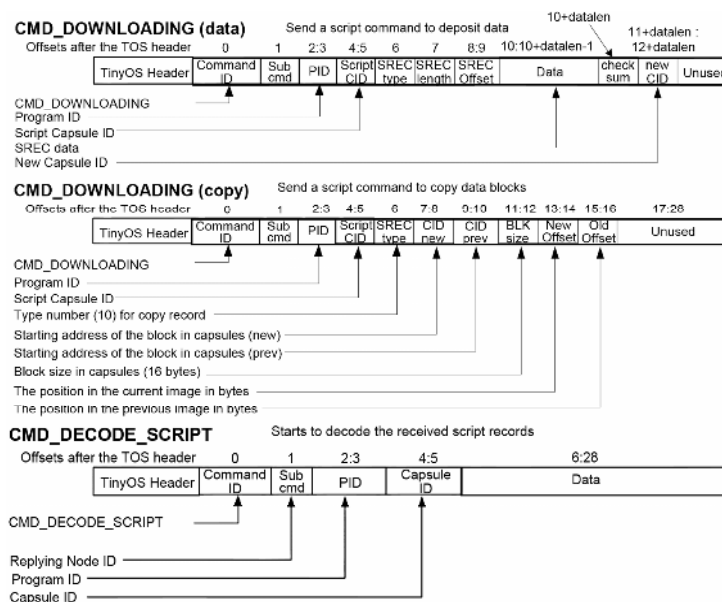 CMD_DOWNLOADING (data) Send a script command to deposit data
10+datalen
11+datalen :
12+datalen
Offsets after the TOS header 0 1 2:3 4:5 6 7 8:9 10:10+datalen-1
TinyOS Header Command ID Sub cmd PID Script CID SREC type SREC length SREC Offset Data check sum new CID Unused
CMD_DOWNLOADING
Program ID
Script Capsule ID
SREC data
New Capsule ID
CMD_DOWNLOADING (copy) Send a script command to copy data blocks
Offsets after the TOS header 0 1 2:3 4:5 6 7:8 9:10 11:12 13:14 15:16 17:28
TinyOS Header Command ID Sub cmd PID Script CID SREC type CID new CID prev BLK size New Offset Old Offset Unused
CMD_DOWNLOADING
Program ID
Script Capsule ID
Type number (10) for copy record
Starting address of the block in capsules (new)
Starting address of the block in capsules (prev)
Block size in capsules (16 bytes)
The position in the current image in bytes
The position in the previous image in bytes
CMD_DECODE_SCRIPT Starts to decode the received script records
Offsets after the TOS header 0 1 2:3 4:5 6:28
TinyOS Header Command ID Sub cmd PID Capsule ID Data
CMD_DECODE_SCRIPT
Replying Node ID
Program ID
Capsule ID